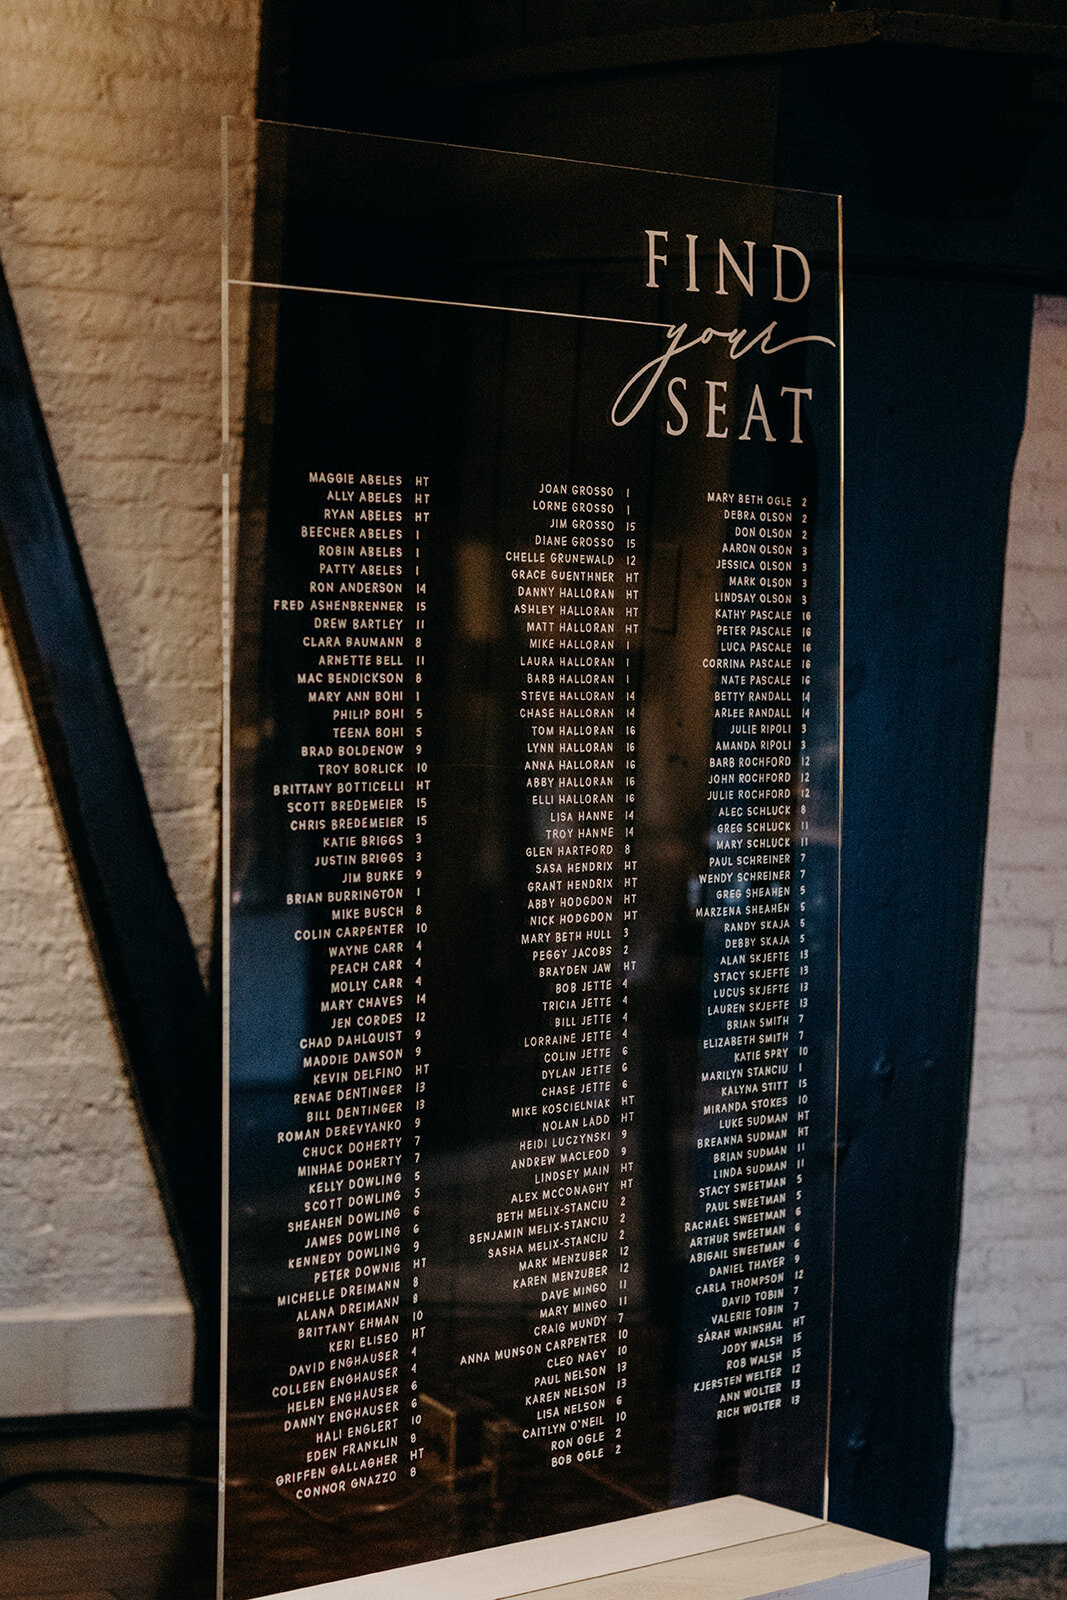 FIND
your
SEAT
MAGGIE ABELES HT
ALLY ABELES HT
RYAN ABELES HT
BEECHER ABELES 1
ROBIN ABELES 1
PATTY ABELES 1
RON ANDERSON 14
FRED ASHENBRENNER 15
DREW BARTLEY 11
CLARA BAUMANN 8
ARNETTE BELL 11
MAC BENDICKSON 8
MARY ANN BOHI 1
PHILIP BOHI 5
TEENA BOHI 5
BRAD BOLDENOW 9
TROY BORLICK 10
BRITTANY BOTTICELLI HT
SCOTT BREDEMEIER 15
CHRIS BREDEMEIER 15
KATIE BRIGGS 3
JUSTIN BRIGGS 3
JIM BURKE 9
BRIAN BURRINGTON 1
MIKE BUSCH 8
COLIN CARPENTER 10
WAYNE CARR 4
PEACH CARR 4
MOLLY CARR 4
MARY CHAVES 14
JEN CORDES 12
CHAD DAHLQUIST 9
MADDIE DAWSON 9
KEVIN DELFINO HT
RENAE DENTINGER 13
BILL DENTINGER 13
ROMAN DEREVYANKO 9
CHUCK DOHERTY 7
MINHAE DOHERTY 7
KELLY DOWLING 5
SCOTT DOWLING 5
SHEAHEN DOWLING 6
JAMES DOWLING 6
KENNEDY DOWLING 9
PETER DOWNIE HT
MICHELLE DREIMANN 8
ALANA DREIMANN 8
BRITTANY EHMAN 10
KERI ELISEO HT
DAVID ENGHAUSER 4
COLLEEN ENGHAUSER 4
HELEN ENGHAUSER 6
DANNY ENGHAUSER 6
HALI ENGLERT 10
EDEN FRANKLIN 8
GRIFFEN GALLAGHER HT
CONNOR GNAZZO 8
JOAN GROSSO 1
LORNE GROSSO 1
JIM GROSSO 15
DIANE GROSSO 15
CHELLE GRUNEWALD 12
GRACE GUENTHNER HT
DANNY HALLORAN HT
ASHLEY HALLORAN HT
MATT HALLORAN HT
MIKE HALLORAN 1
LAURA HALLORAN 1
BARB HALLORAN 1
STEVE HALLORAN 14
CHASE HALLORAN 14
TOM HALLORAN 16
LYNN HALLORAN 16
ANNA HALLORAN 16
ABBY HALLORAN 16
ELLI HALLORAN 16
LISA HANNE 14
TROY HANNE 14
GLEN HARTFORD 8
SASA HENDRIX HT
GRANT HENDRIX HT
ABBY HODGDON HT
NICK HODGDON HT
MARY BETH HULL 3
PEGGY JACOBS 2
BRAYDEN JAW HT
BOB JETTE 4
TRICIA JETTE 4
BILL JETTE 4
LORRAINE JETTE 4
COLIN JETTE 6
DYLAN JETTE 6
CHASE JETTE 6
MIKE KOSCIELNIAK HT
NOLAN LADD HT
HEIDI LUCZYNSKI 9
ANDREW MACLEOD 9
LINDSEY MAIN HT
ALEX MCCONAGHY HT
BETH MELIX-STANCIU 2
BENJAMIN MELIX-STANCIU 2
SASHA MELIX-STANCIU 2
MARK MENZUBER 12
KAREN MENZUBER 12
DAVE MINGO 11
MARY MINGO 11
CRAIG MUNDY 7
ANNA MUNSON CARPENTER 10
CLEO NAGY 10
PAUL NELSON 13
KAREN NELSON 13
LISA NELSON 6
CAITLYN O'NEIL 10
RON OGLE 2
BOB OGLE 2
MARY BETH OGLE 2
DEBRA OLSON 2
DON OLSON 2
AARON OLSON 3
JESSICA OLSON 3
MARK OLSON 3
LINDSAY OLSON 3
KATHY PASCALE 16
PETER PASCALE 16
LUCA PASCALE 16
CORRINA PASCALE 16
NATE PASCALE 16
BETTY RANDALL 14
ARLEE RANDALL 14
JULIE RIPOLI 3
AMANDA RIPOLI 3
BARB ROCHFORD 12
JOHN ROCHFORD 12
JULIE ROCHFORD 12
ALEC SCHLUCK 8
GREG SCHLUCK 11
MARY SCHLUCK 11
PAUL SCHREINER 7
WENDY SCHREINER 7
GREG SHEAHEN 5
MARZENA SHEAHEN 5
RANDY SKAJA 5
DEBBY SKAJA 5
ALAN SKJEFTE 13
STACY SKJEFTE 13
LUCUS SKJEFTE 13
LAUREN SKJEFTE 13
BRIAN SMITH 7
ELIZABETH SMITH 7
KATIE SPRY 10
MARILYN STANCIU 1
KALYNA STITT 15
MIRANDA STOKES 10
LUKE SUDMAN HT
BREANNA SUDMAN HT
BRIAN SUDMAN 11
LINDA SUDMAN 11
STACY SWEETMAN 5
PAUL SWEETMAN 5
RACHAEL SWEETMAN 6
ARTHUR SWEETMAN 6
ABIGAIL SWEETMAN 6
DANIEL THAYER 9
CARLA THOMPSON 12
DAVID TOBIN 7
VALERIE TOBIN 7
SARAH WAINSHAL HT
JODY WALSH 15
ROB WALSH 15
KJERSTEN WELTER 12
ANN WOLTER 13
RICH WOLTER 13